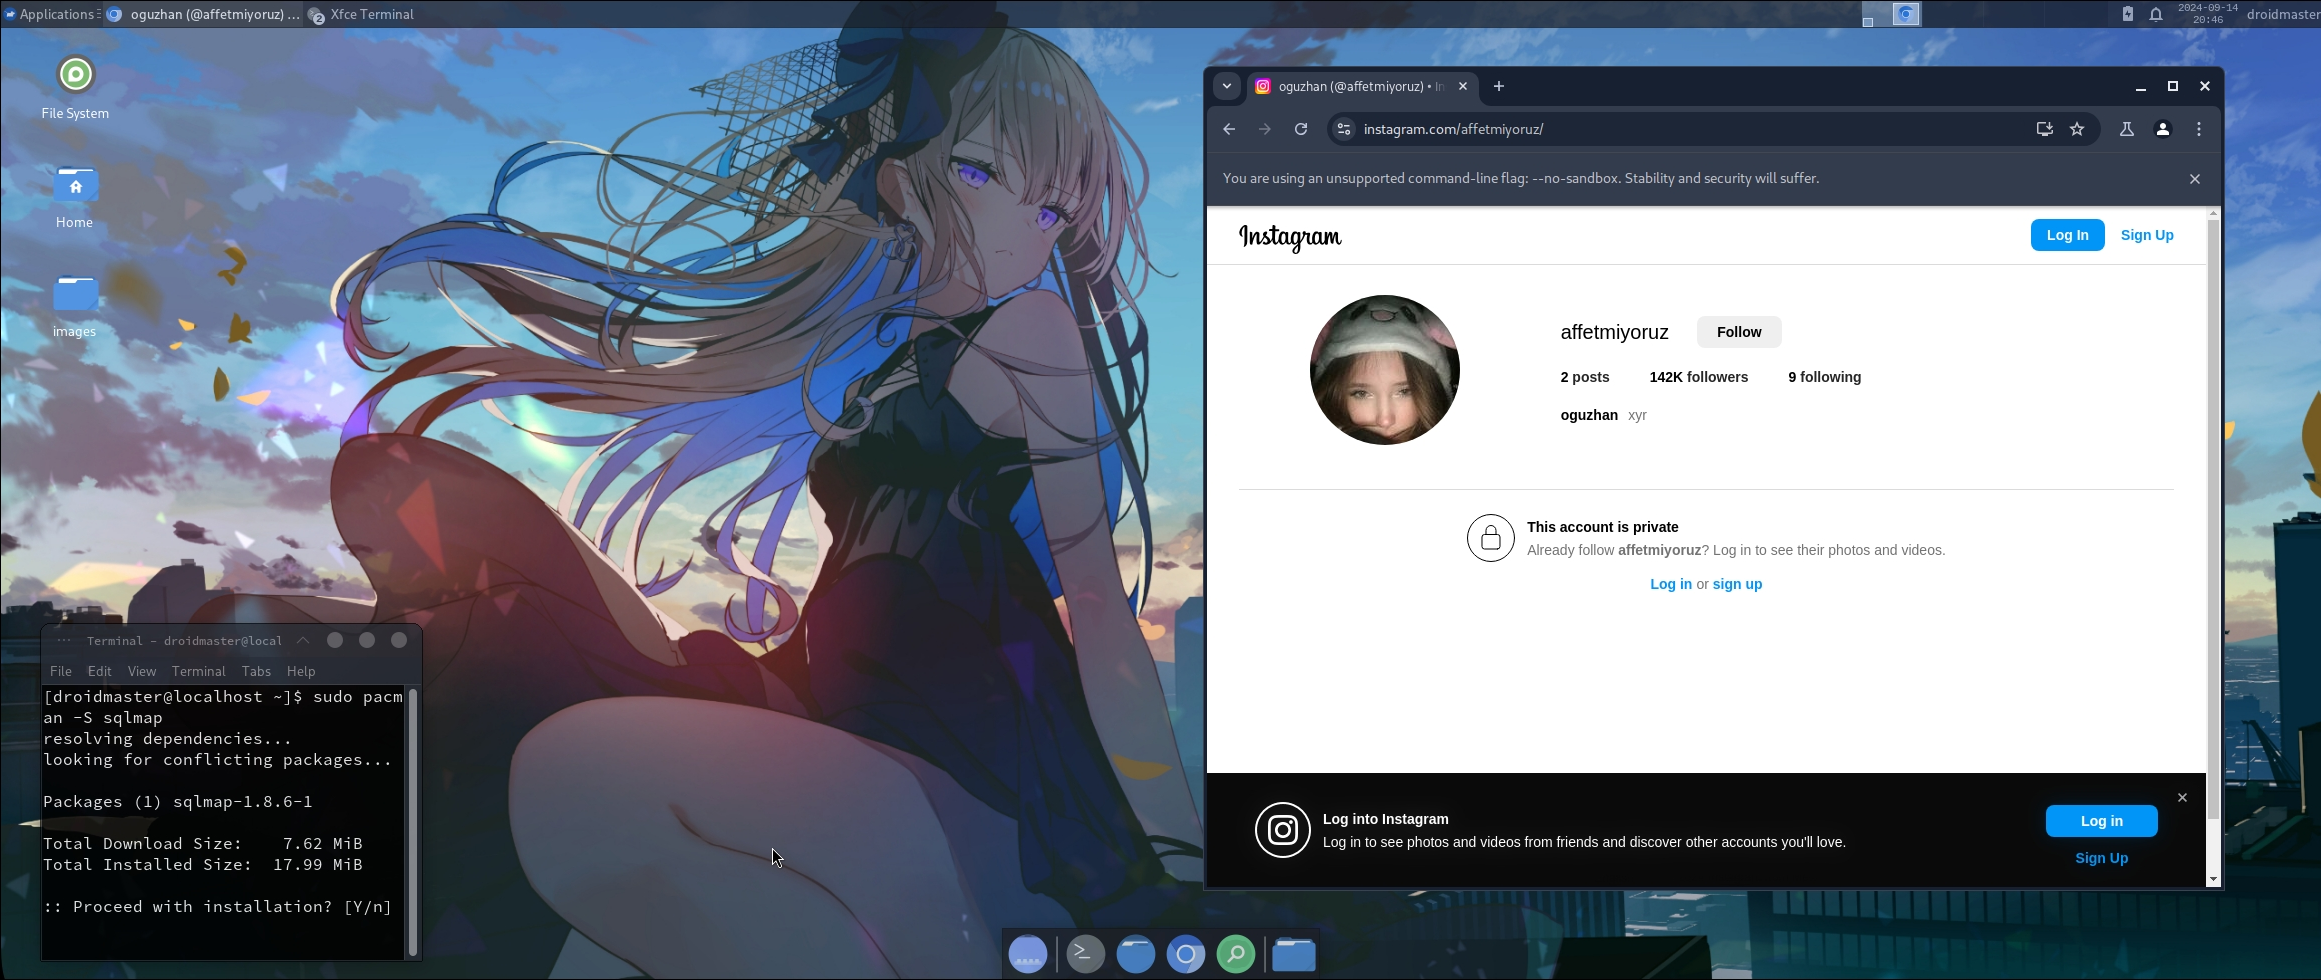 Applications
oguzhan (@affetmiyoruz) ...
2
Xfce Terminal
2024-09-14
20:46
droidmaster
File System
Home
images
oguzhan (@affetmiyoruz) • In
instagram.com/affetmiyoruz/
You are using an unsupported command-line flag: --no-sandbox. Stability and security will suffer.
Instagram
Log In
Sign Up
affetmiyoruz
Follow
2 posts
142K followers
9 following
oguzhan xyr
This account is private
Already follow affetmiyoruz? Log in to see their photos and videos.
Log in or sign up
Log into Instagram
Log in to see photos and videos from friends and discover other accounts you'll love.
Log in
Sign Up
Terminal - droidmaster@local
File Edit View Terminal Tabs Help
[droidmaster@localhost ~]$ sudo pacm
an -S sqlmap
resolving dependencies...
looking for conflicting packages...
Packages (1) sqlmap-1.8.6-1
Total Download Size: 7.62 MiB
Total Installed Size: 17.99 MiB
:: Proceed with installation? [Y/n]